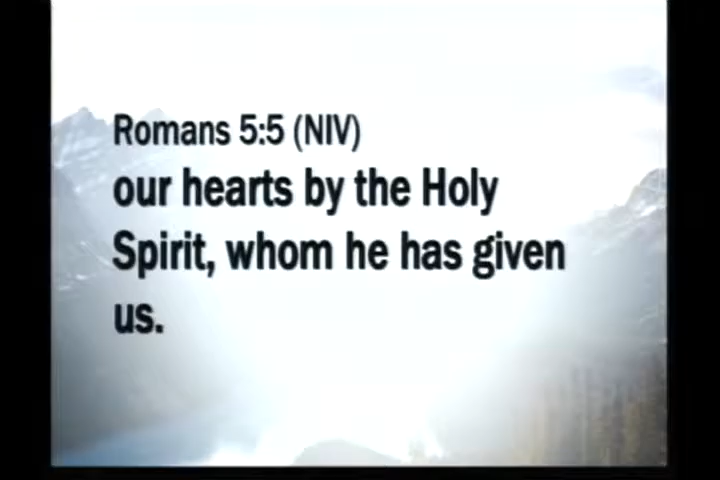 Romans 5:5 (NIV)
our hearts by the Holy
Spirit, whom he has given
us.